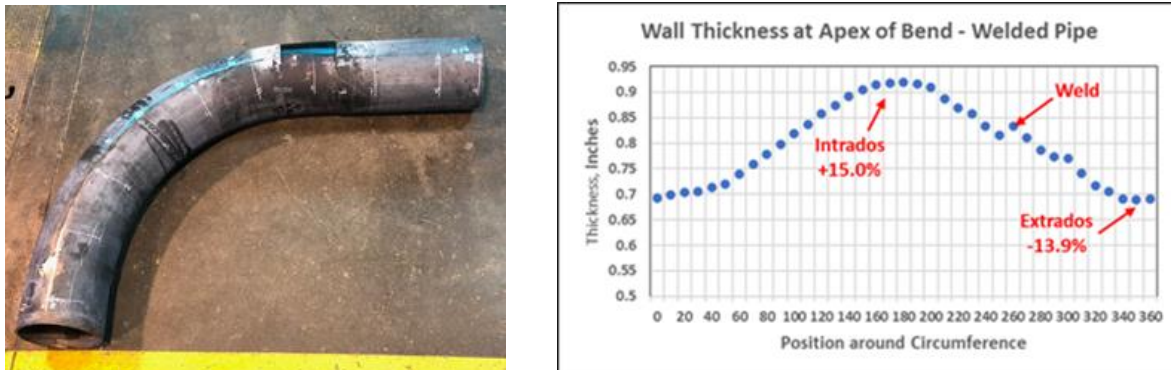 Wall Thickness at Apex of Bend - Welded Pipe
Thickness, Inches
0.95
0.9
0.85
0.8
0.75
0.7
0.65
0.6
0.55
0.5
Intrados
+15.0%
Weld
Extrados
-13.9%
0 20 40 60 80 100 120 140 160 180 200 220 240 260 280 300 320 340 360
Position around Circumference